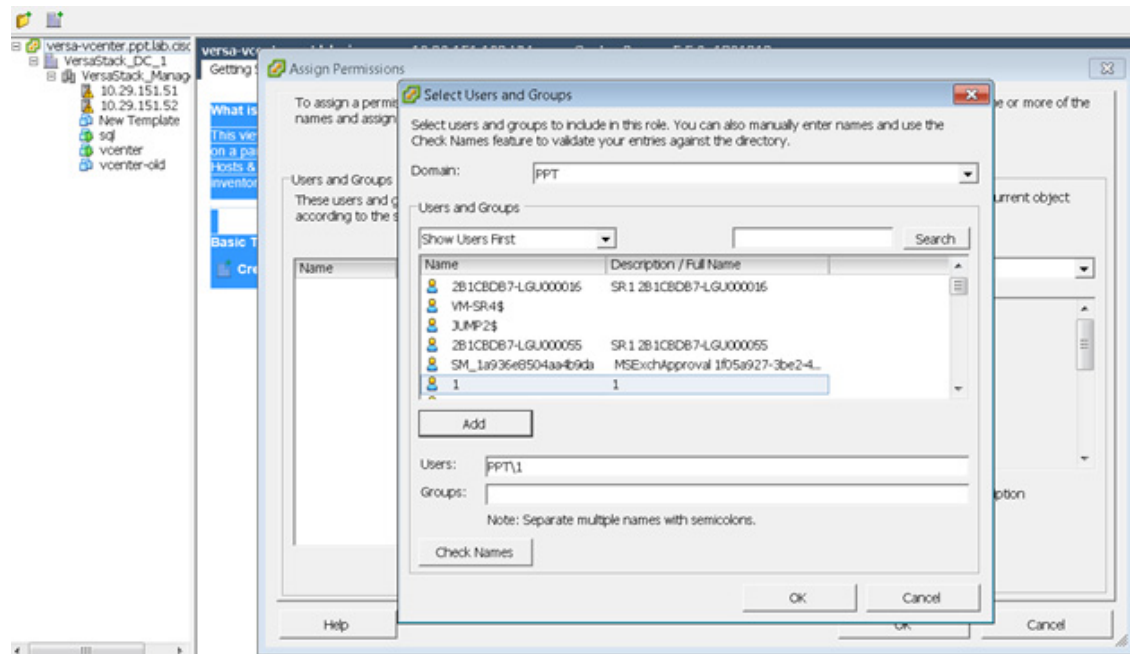 versa-vcenter.ppt.lab.cisc
VersaStack_DC_1
VersaStack_Manag
10.29.151.51
10.29.151.52
New Template
sql
vcenter
vcenter-old
Getting
What is
This vie
on a pa
Hosts &
inventor
Basic T
Cre
Assign Permissions
To assign a permis
names and assign
e or more of the
Users and Groups
These users and g
according to the s
urrent object
Name
ption
Help
OK
Cancel
Select Users and Groups
Select users and groups to include in this role. You can also manually enter names and use the
Check Names feature to validate your entries against the directory.
Domain: PPT
Users and Groups
Show Users First Search
Name Description / Full Name
2B1CBDB7-LGU000016 SR1 2B1CBDB7-LGU000016
VM-SR4$
JUMP2$
2B1CBDB7-LGU000055 SR1 2B1CBDB7-LGU000055
SM_1a936e8504aa4b9da MSExchApproval 1f05a927-3be2-4...
1 1
Add
Users: PPT\1
Groups:
Note: Separate multiple names with semicolons.
Check Names
OK Cancel